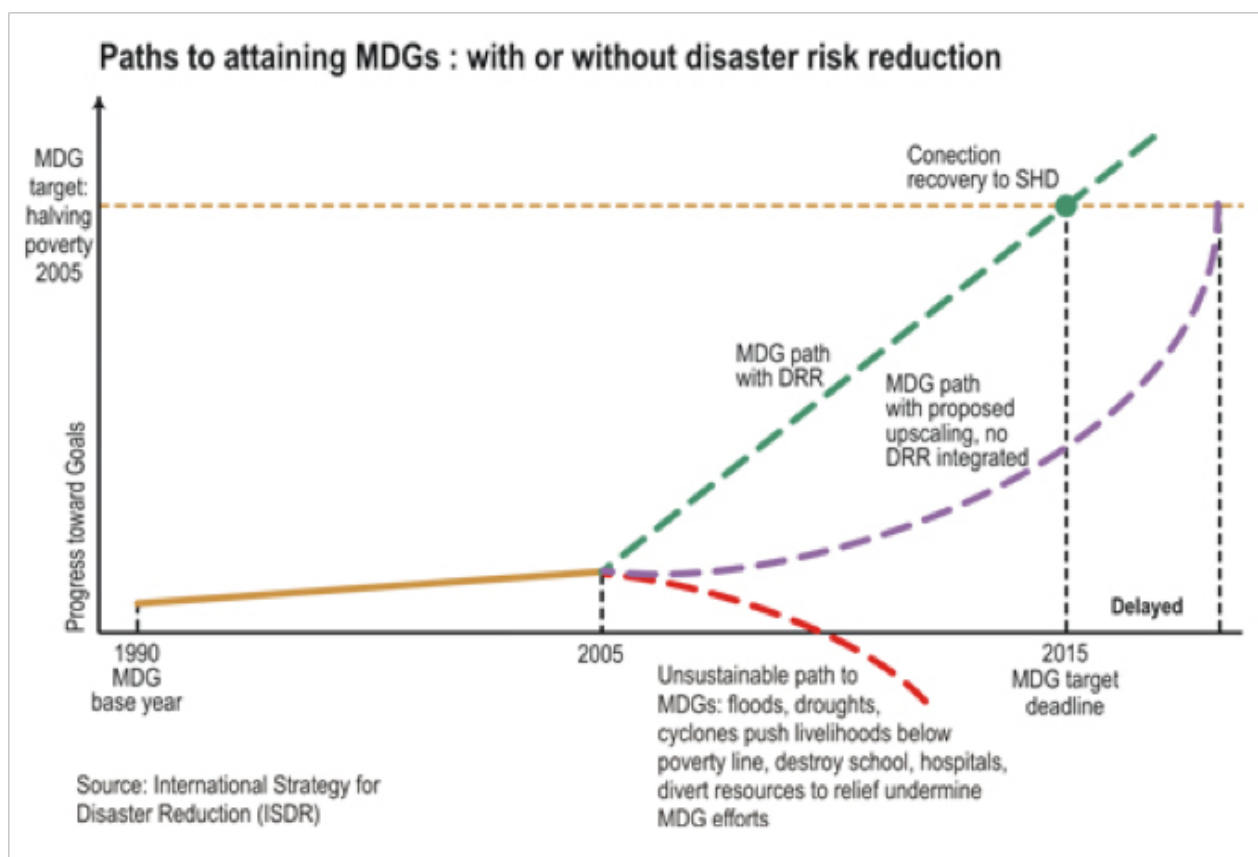 Paths to attaining MDGs : with or without disaster risk reduction
MDG
target:
halving
poverty
2005
Progress toward Goals
Conection
recovery to SHD
MDG path
with DRR
MDG path
with proposed
upscaling, no
DRR integrated
Delayed
1990
MDG
base year
2005
2015
MDG target
deadline
Unsustainable path to
MDGs: floods, droughts,
cyclones push livelihoods below
poverty line, destroy school, hospitals,
divert resources to relief undermine
MDG efforts
Source: International Strategy for
Disaster Reduction (ISDR)